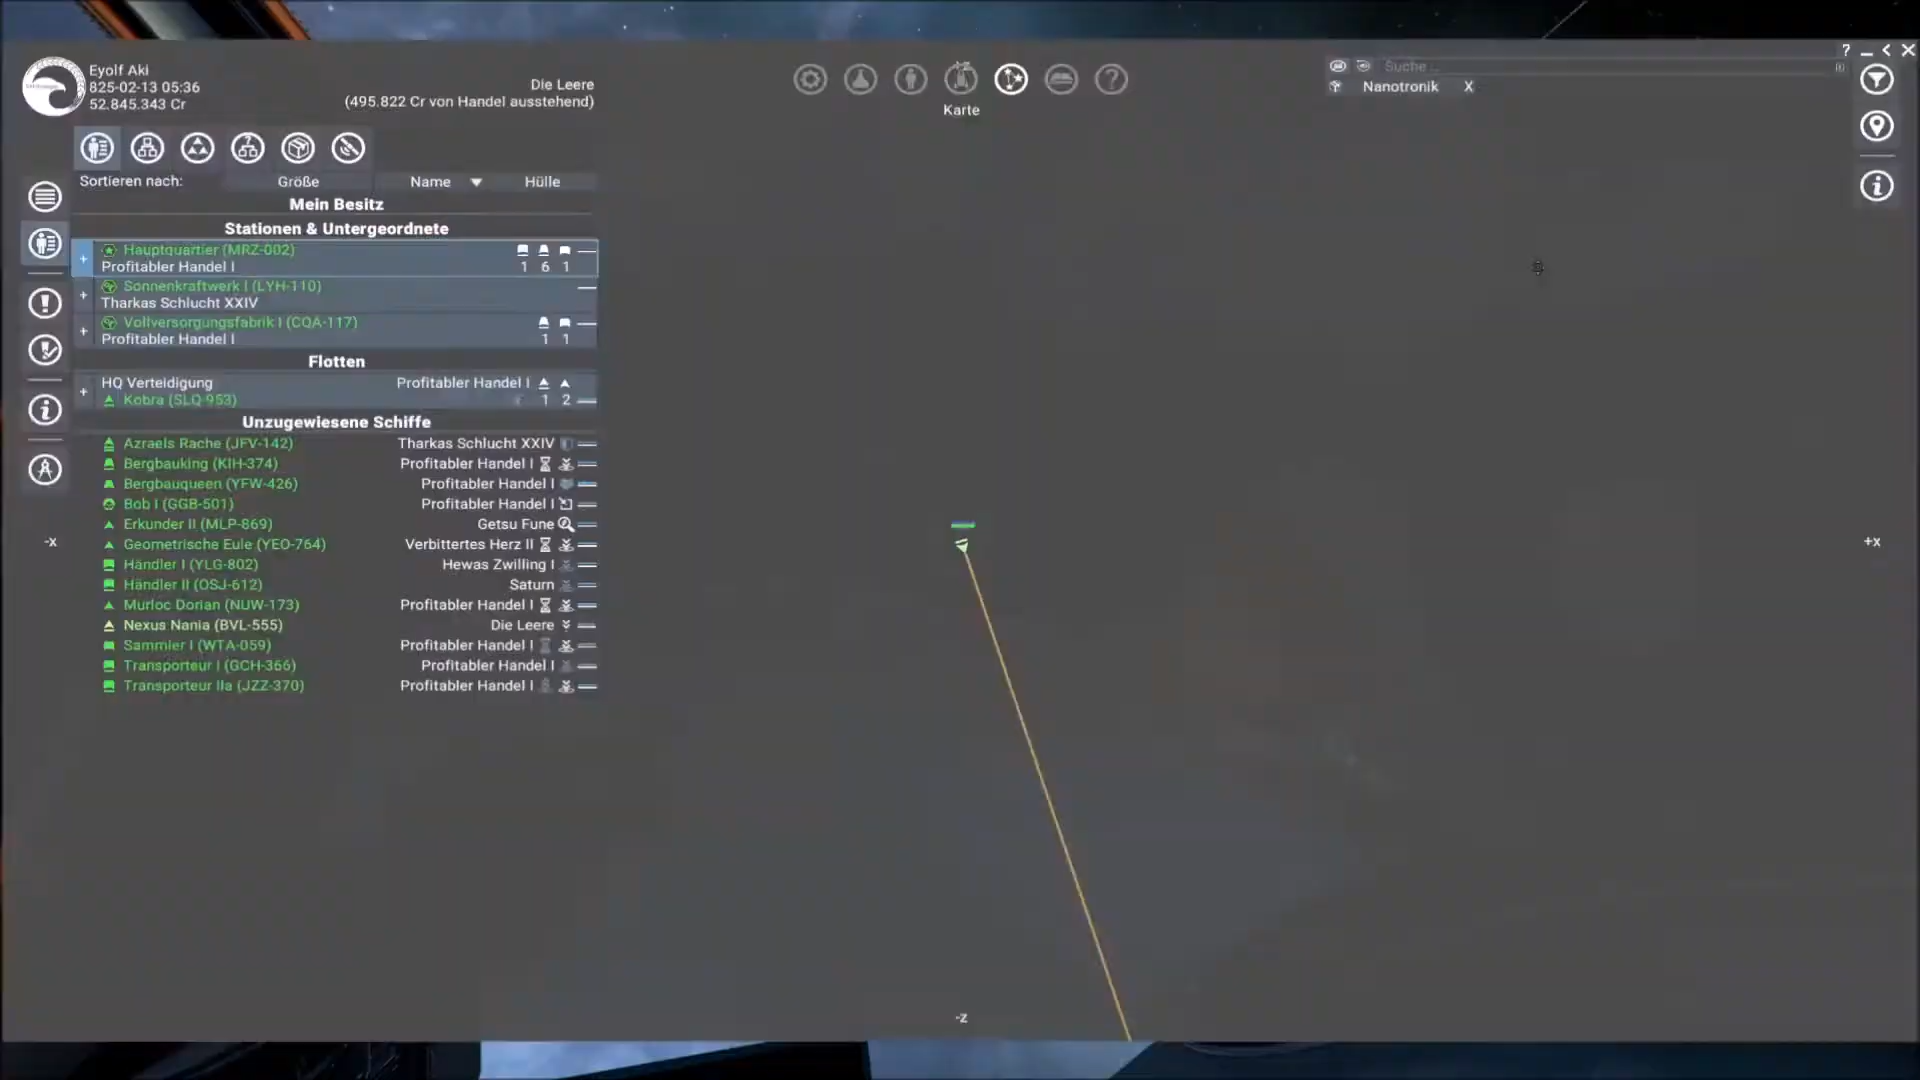 Eyolf Aki
825-02-13 05:36
52.845.343 Cr
Die Leere
(495.822 Cr von Handel ausstehend)
Karte
Suche ...
Nanotronik X
Sortieren nach: Größe Name Hülle
Mein Besitz
Stationen & Untergeordnete
Hauptquartier (MRZ-002)
Profitabler Handel I 1 6 1
Sonnenkraftwerk I (LYH-110)
Tharkas Schlucht XXIV
Vollversorgungsfabrik I (CQA-117)
Profitabler Handel I 1 1
Flotten
HQ Verteidigung Profitabler Handel I
Kobra (SLQ-953) 1 2
Unzugewiesene Schiffe
Azraels Rache (JFV-142) Tharkas Schlucht XXIV
Bergbauking (KIH-374) Profitabler Handel I
Bergbauqueen (YFW-426) Profitabler Handel I
Bob I (GGB-501) Profitabler Handel I
Erkunder II (MLP-869) Getsu Fune
Geometrische Eule (YEO-764) Verbittertes Herz II
Händler I (YLG-802) Hewas Zwilling I
Händler II (OSJ-612) Saturn
Murloc Dorian (NUW-173) Profitabler Handel I
Nexus Nania (BVL-555) Die Leere
Sammler I (WTA-059) Profitabler Handel I
Transporteur I (GCH-366) Profitabler Handel I
Transporteur IIa (JZZ-370) Profitabler Handel I
-x
+x
-z